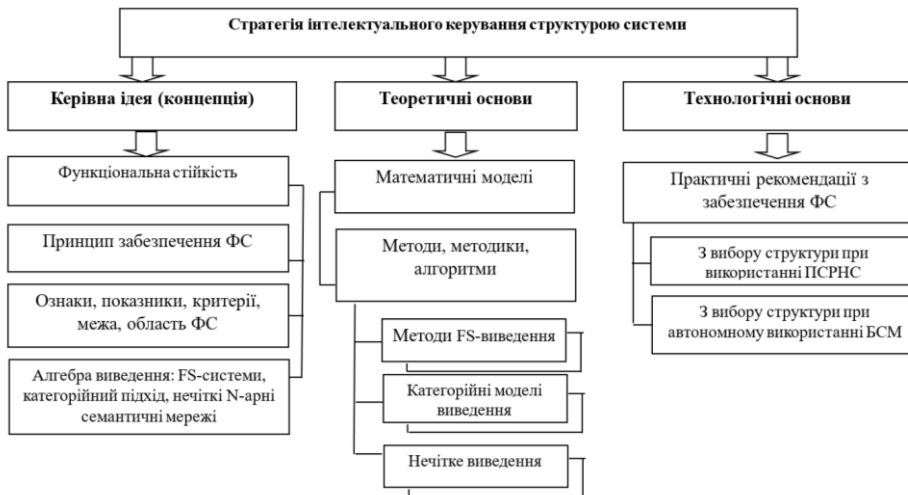 Стратегія інтелектуального керування структурою системи
Керівна ідея (концепція)
Функціональна стійкість
Принцип забезпечення ФС
Ознаки, показники, критерії,
межа, область ФС
Алгебра виведення: FS-системи,
категорійний підхід, нечіткі N-арні
семантичні мережі
Теоретичні основи
Математичні моделі
Методи, методики,
алгоритми
Методи FS-виведення
Категорійні моделі
виведення
Нечітке виведення
Технологічні основи
Практичні рекомендації з
забезпечення ФС
З вибору структури при
використанні ПСРНС
З вибору структури при
автономному використанні БСМ